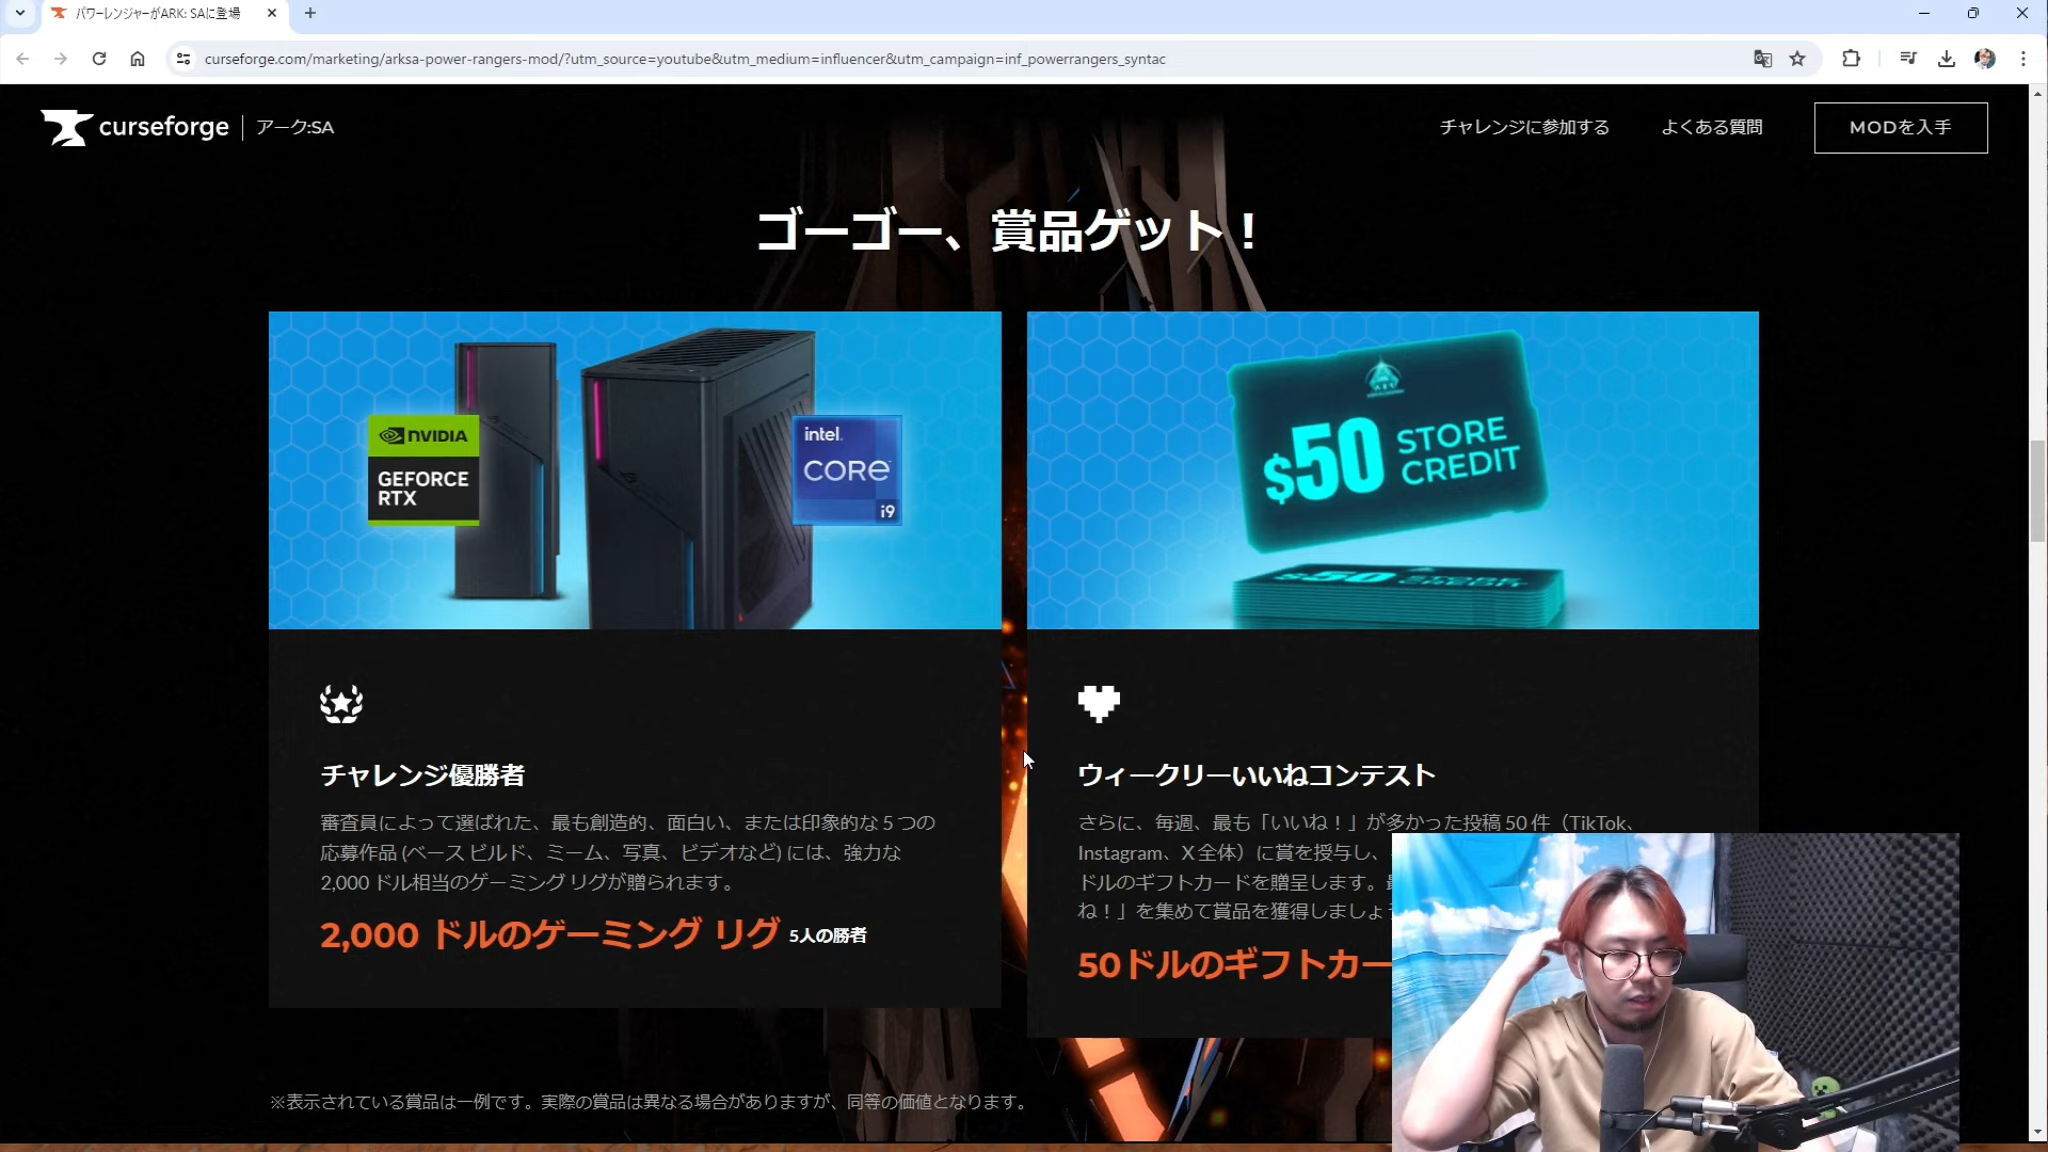 パワーレンジャーがARK: SAに登場
curseforge.com/marketing/arksa-power-rangers-mod/?utm_source=youtube&utm_medium=influencer&utm_campaign=inf_powerrangers_syntac
curseforge | アーク:SA
チャレンジに参加する
よくある質問
MODを入手
ゴーゴー、賞品ゲット！
NVIDIA
GEFORCE
RTX
intel.
CORE
i9
$50 STORE
CREDIT
チャレンジ優勝者
審査員によって選ばれた、最も創造的、面白い、または印象的な 5 つの
応募作品 (ベース ビルド、ミーム、写真、ビデオなど) には、強力な
2,000 ドル相当のゲーミング リグが贈られます。
2,000 ドルのゲーミング リグ 5人の勝者
ウィークリーいいねコンテスト
さらに、毎週、最も「いいね！」が多かった投稿 50 件（TikTok、
Instagram、X 全体）に賞を授与し、
ドルのギフトカードを贈呈します。
ね！」を集めて賞品を獲得しましょ
50ドルのギフトカー
※表示されている賞品は一例です。実際の賞品は異なる場合がありますが、同等の価値となります。